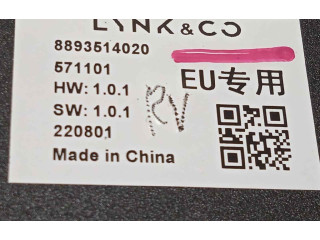 LYNK & CO
8893514020
571101
EU专用
HW: 1.0.1
SW: 1.0.1
RV
220801
Made in China